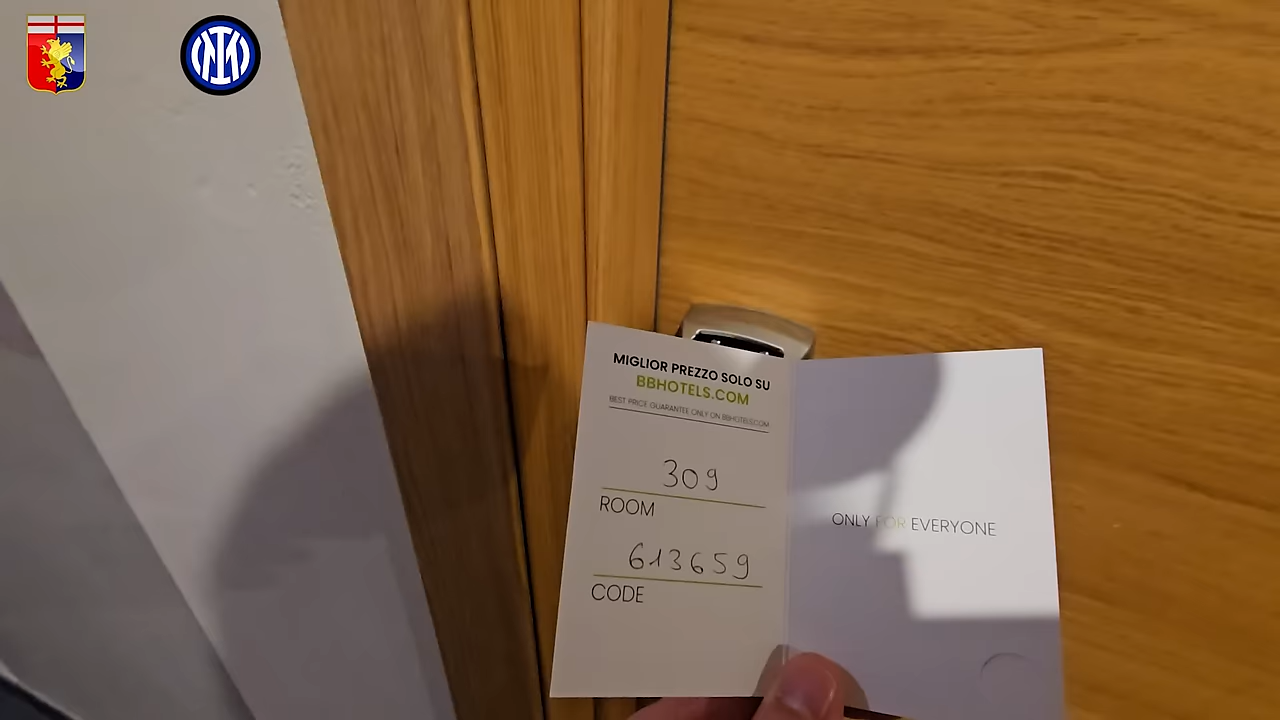 MIGLIOR PREZZO SOLO SU
BBHOTELS.COM
BEST PRICE GUARANTEE ONLY ON BBHOTELS.COM
309
ROOM
613659
CODE
ONLY FOR EVERYONE